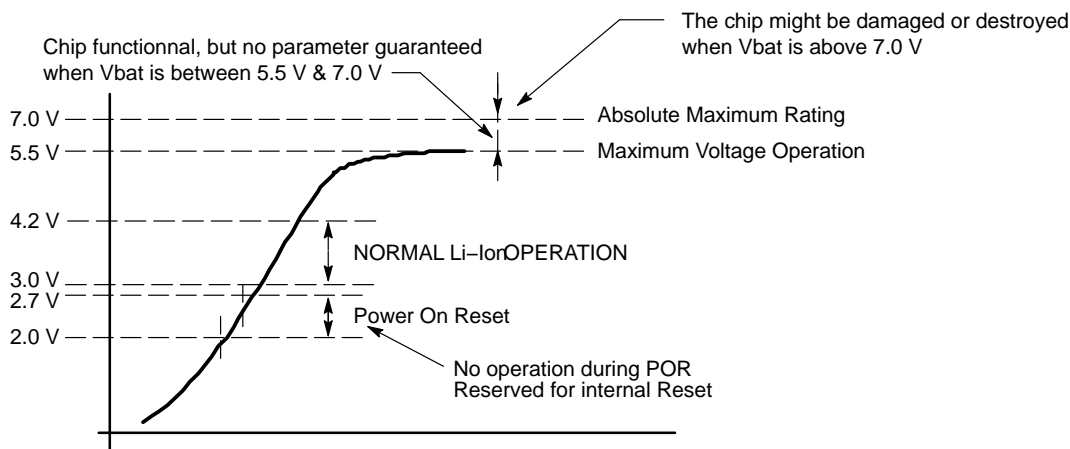 The chip might be damaged or destroyed
when Vbat is above 7.0 V
Chip functionnal, but no parameter guaranteed
when Vbat is between 5.5 V & 7.0 V
7.0 V
Absolute Maximum Rating
5.5 V
Maximum Voltage Operation
4.2 V
NORMAL Li–IonOPERATION
3.0 V
2.7 V
Power On Reset
2.0 V
No operation during POR
Reserved for internal Reset